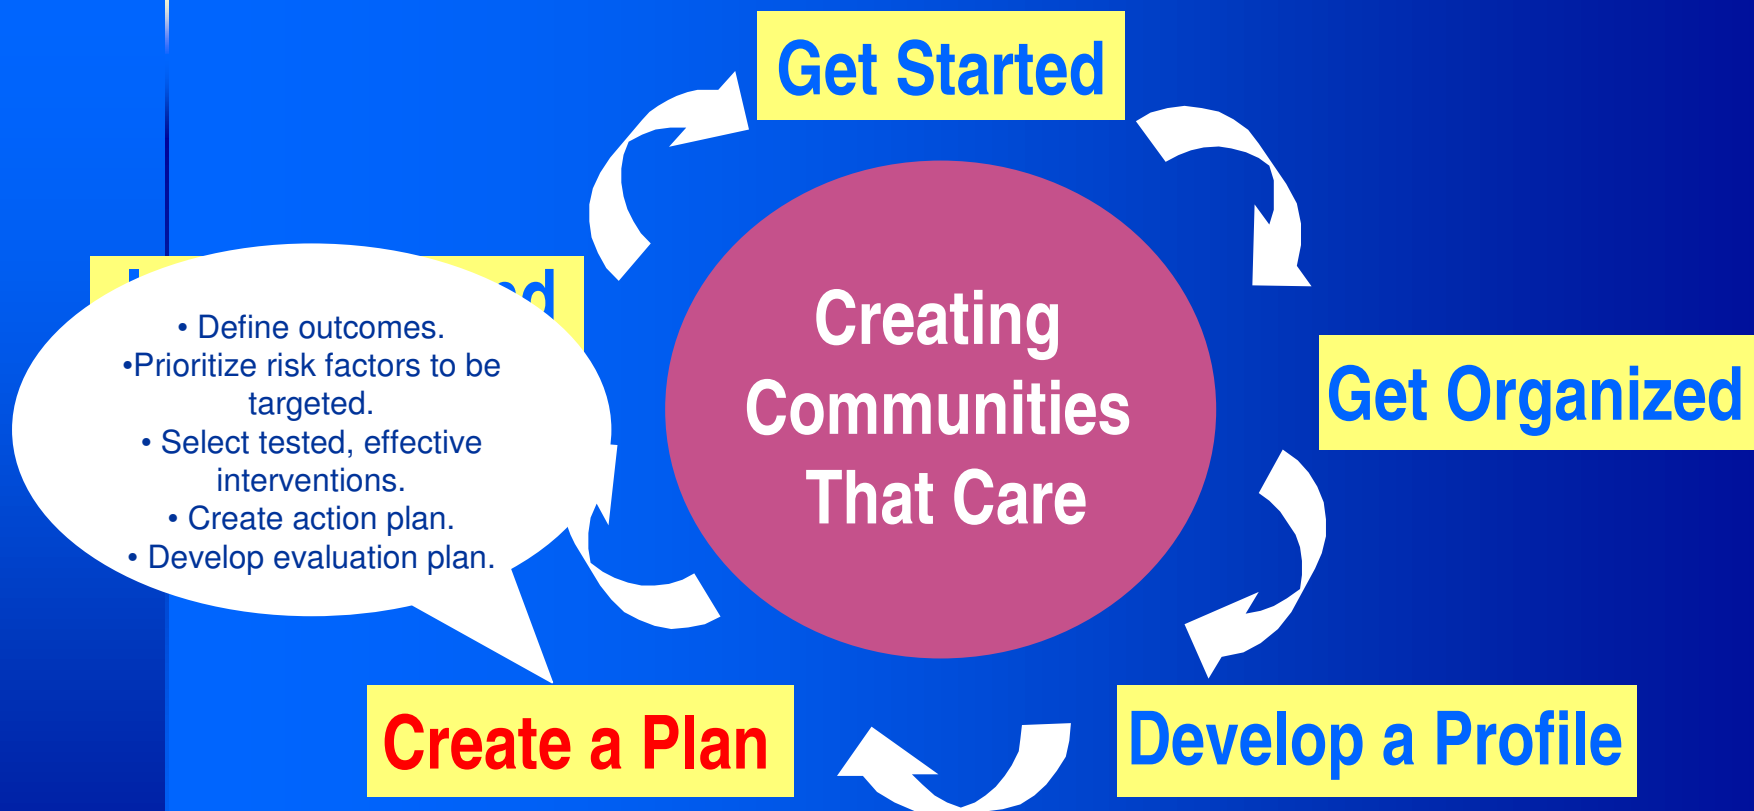 Get Started
• Define outcomes.
•Prioritize risk factors to be
targeted.
• Select tested, effective
interventions.
• Create action plan.
• Develop evaluation plan.
Creating
Communities
That Care
Get Organized
Create a Plan
Develop a Profile